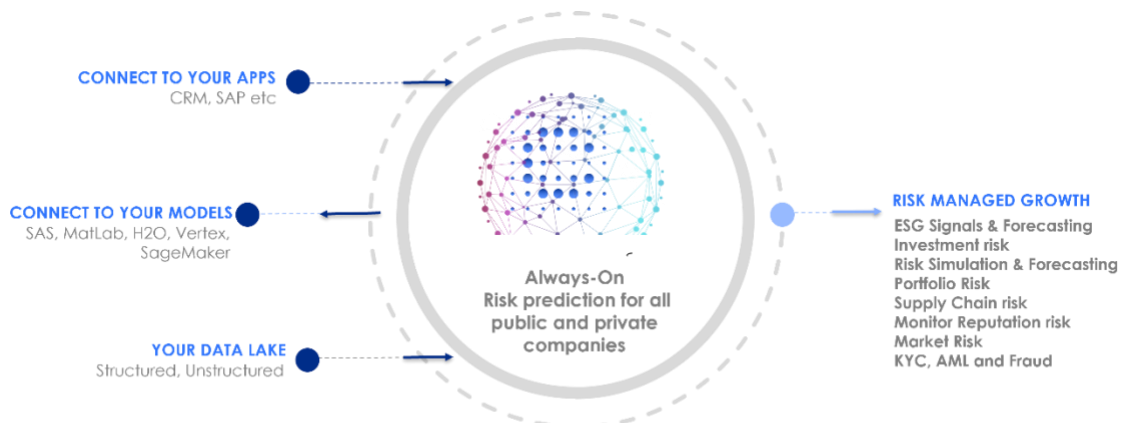 CONNECT TO YOUR APPS
CRM, SAP etc
CONNECT TO YOUR MODELS
SAS, MatLab, H2O, Vertex,
SageMaker
YOUR DATA LAKE
Structured, Unstructured
Always-On
Risk prediction for all
public and private
companies
RISK MANAGED GROWTH
ESG Signals & Forecasting
Investment risk
Risk Simulation & Forecasting
Portfolio Risk
Supply Chain risk
Monitor Reputation risk
Market Risk
KYC, AML and Fraud